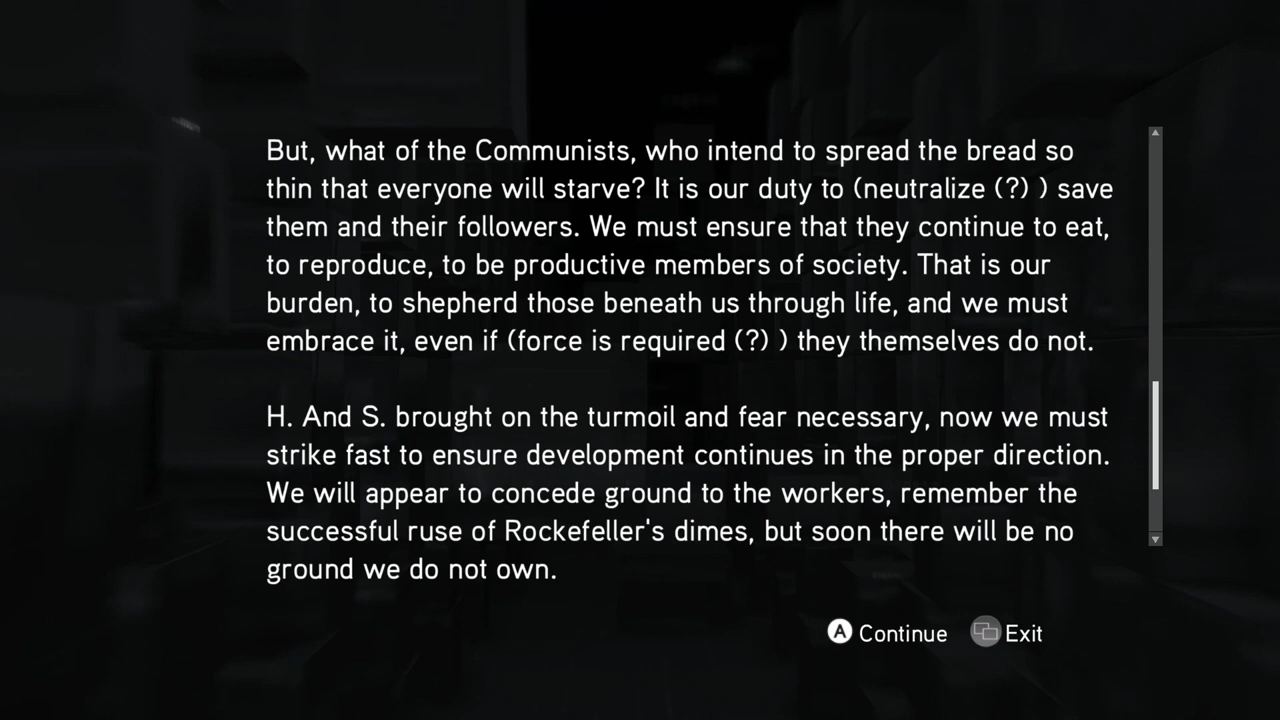 But, what of the Communists, who intend to spread the bread so
thin that everyone will starve? It is our duty to (neutralize (?) ) save
them and their followers. We must ensure that they continue to eat,
to reproduce, to be productive members of society. That is our
burden, to shepherd those beneath us through life, and we must
embrace it, even if (force is required (?) ) they themselves do not.
H. And S. brought on the turmoil and fear necessary, now we must
strike fast to ensure development continues in the proper direction.
We will appear to concede ground to the workers, remember the
successful ruse of Rockefeller's dimes, but soon there will be no
ground we do not own.
A Continue Exit